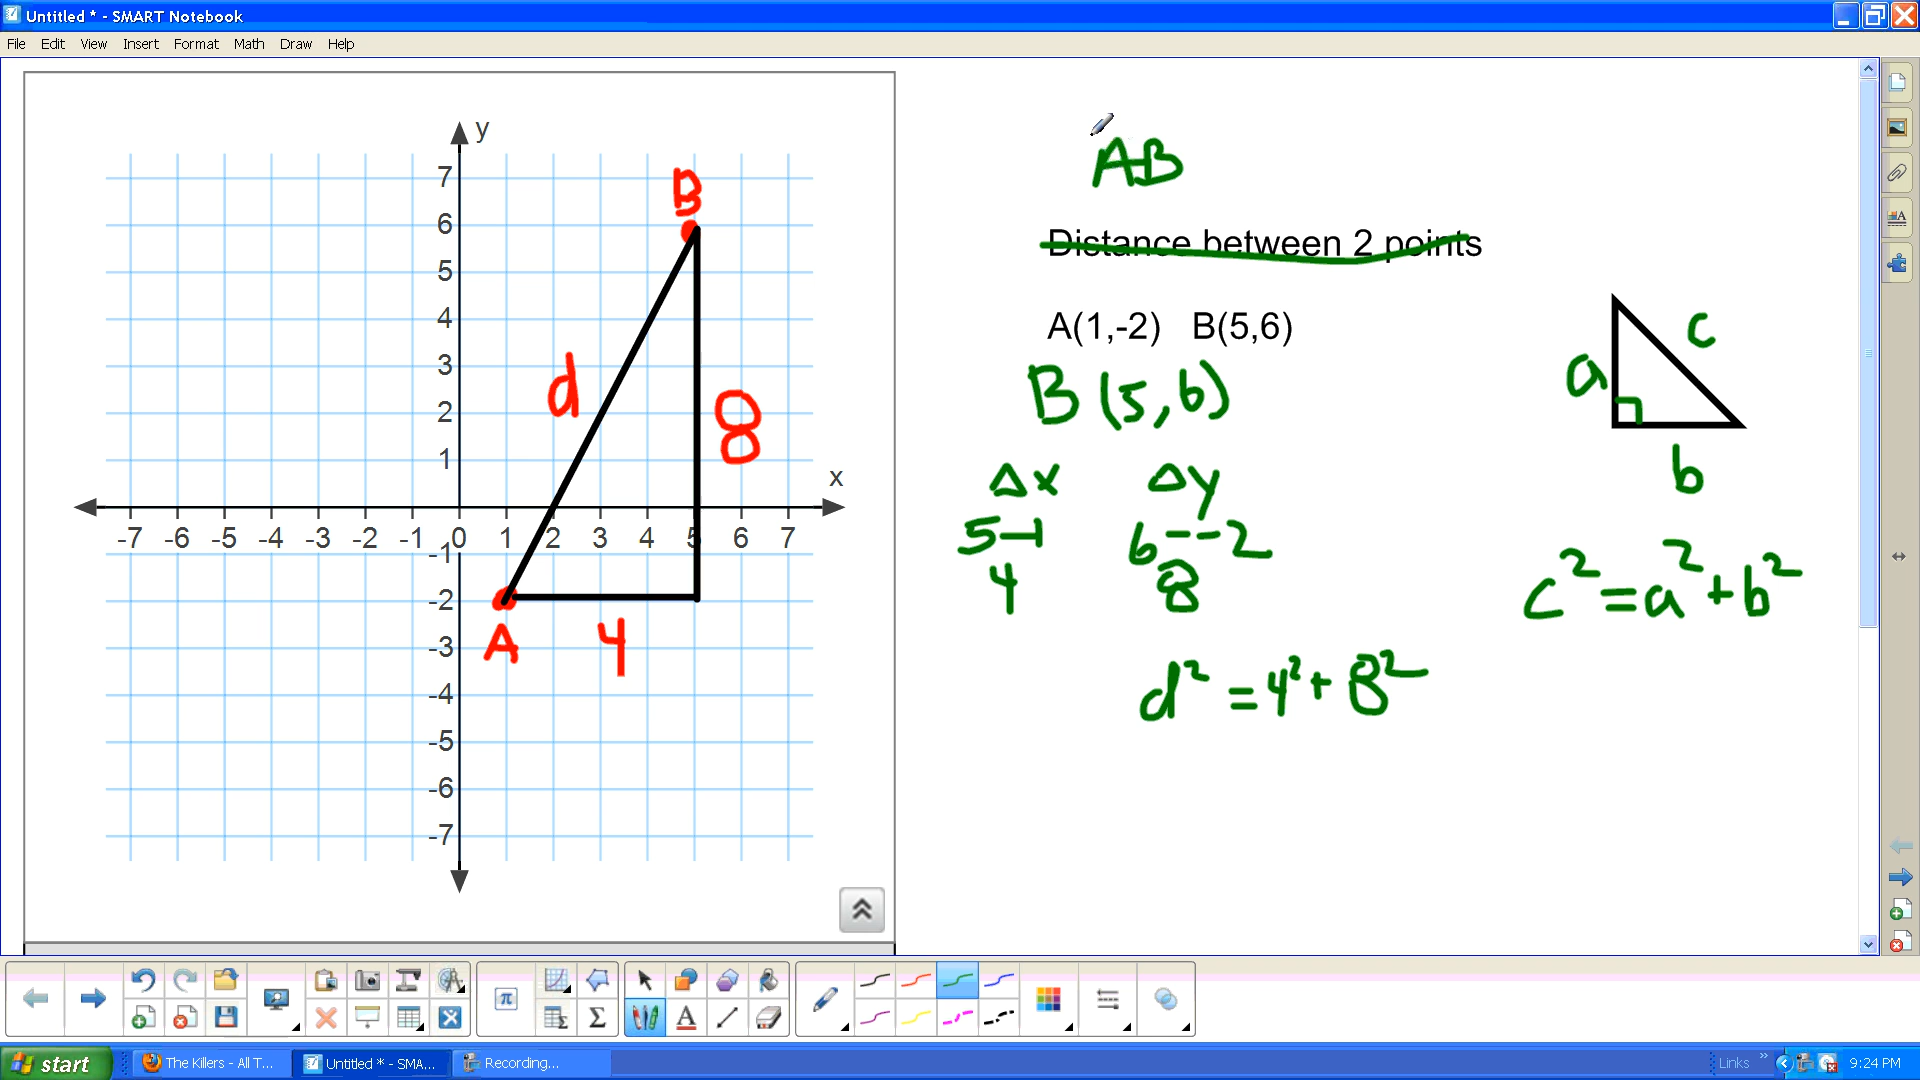 Untitled * - SMART Notebook
File Edit View Insert Format Math Draw Help
y
7
6
5
4
3
2
1
x
-7 -6 -5 -4 -3 -2 -1 0 1 2 3 4 5 6 7
-1
-2
-3
-4
-5
-6
-7
B
d
8
A
4
AB
Distance between 2 points
A(1,-2) B(5,6)
B (5,6)
Δx Δy
5-1 6--2
4 8
d² = 4² + 8²
a
c
b
c² = a² + b²
π
Σ
A
start
The Killers - All T...
Untitled * - SMA...
Recording...
Links »
9:24 PM